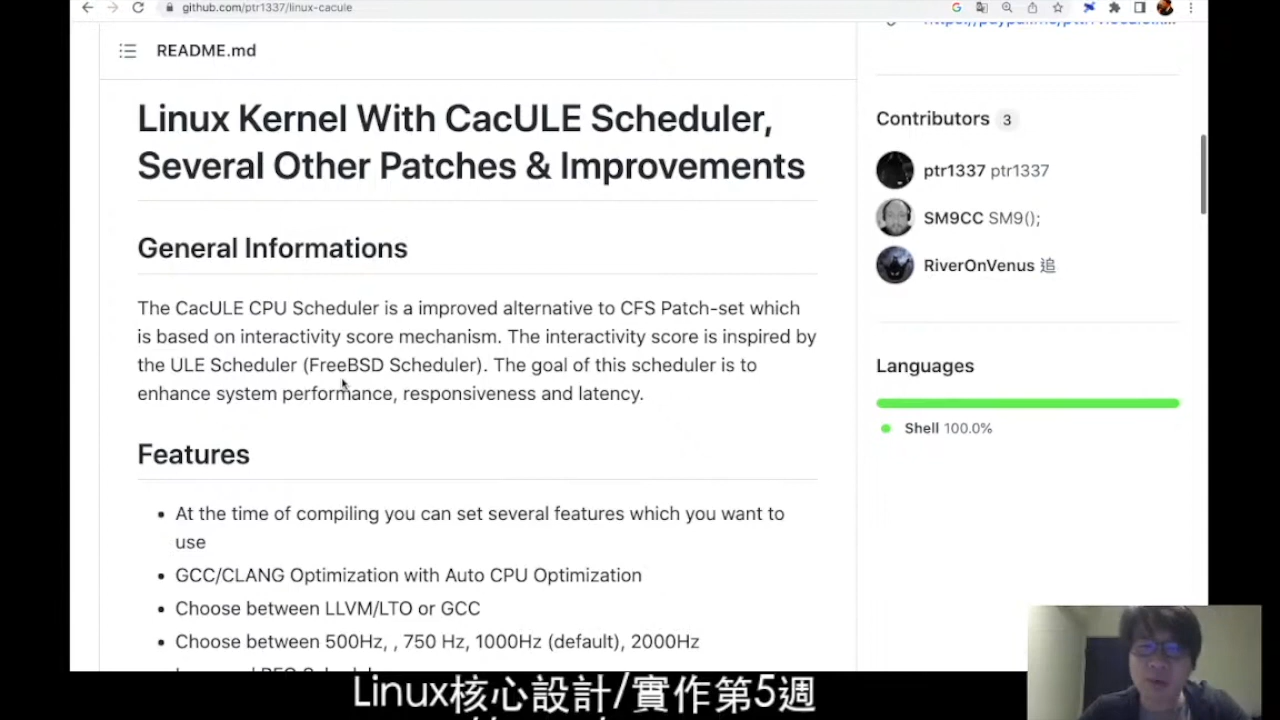 github.com/ptr1337/linux-cacule
README.md
Linux Kernel With CacULE Scheduler,
Several Other Patches & Improvements
General Informations
The CacULE CPU Scheduler is a improved alternative to CFS Patch-set which
is based on interactivity score mechanism. The interactivity score is inspired by
the ULE Scheduler (FreeBSD Scheduler). The goal of this scheduler is to
enhance system performance, responsiveness and latency.
Features
At the time of compiling you can set several features which you want to
use
GCC/CLANG Optimization with Auto CPU Optimization
Choose between LLVM/LTO or GCC
Choose between 500Hz, , 750 Hz, 1000Hz (default), 2000Hz
Contributors 3
ptr1337 ptr1337
SM9CC SM9();
RiverOnVenus 追
Languages
Shell 100.0%
Linux核心設計/實作第5週